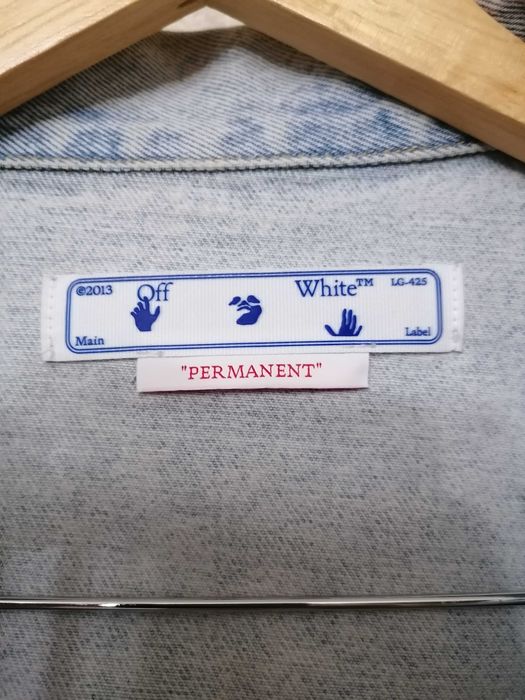 ©2013 Off White™ LG-425
Main Label
"PERMANENT"